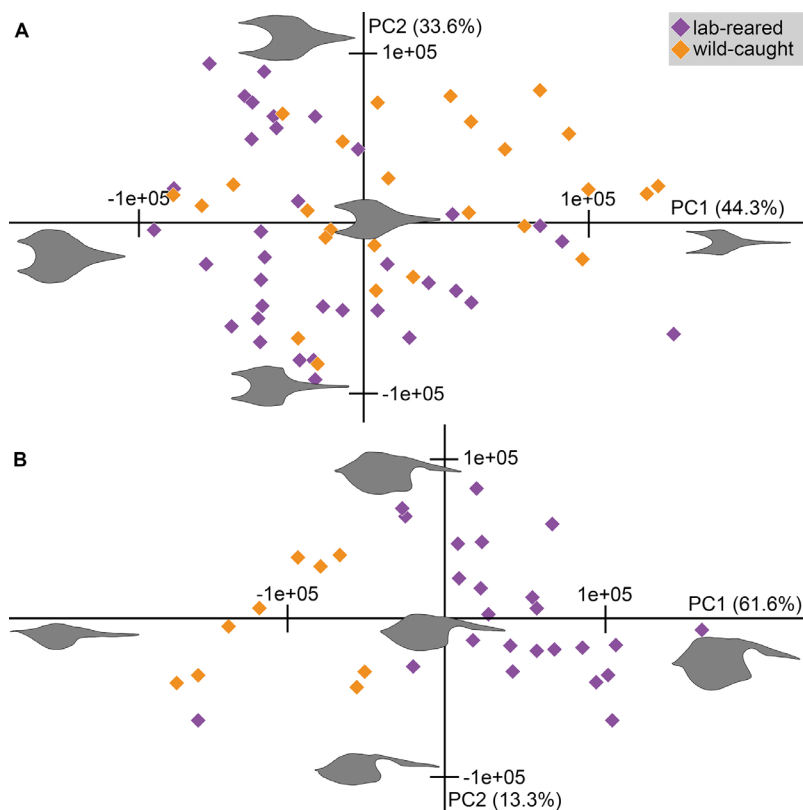 A
PC2 (33.6%)
1e+05
lab-reared
wild-caught
-1e+05
1e+05
PC1 (44.3%)
-1e+05
B
1e+05
-1e+05
1e+05
PC1 (61.6%)
-1e+05
PC2 (13.3%)